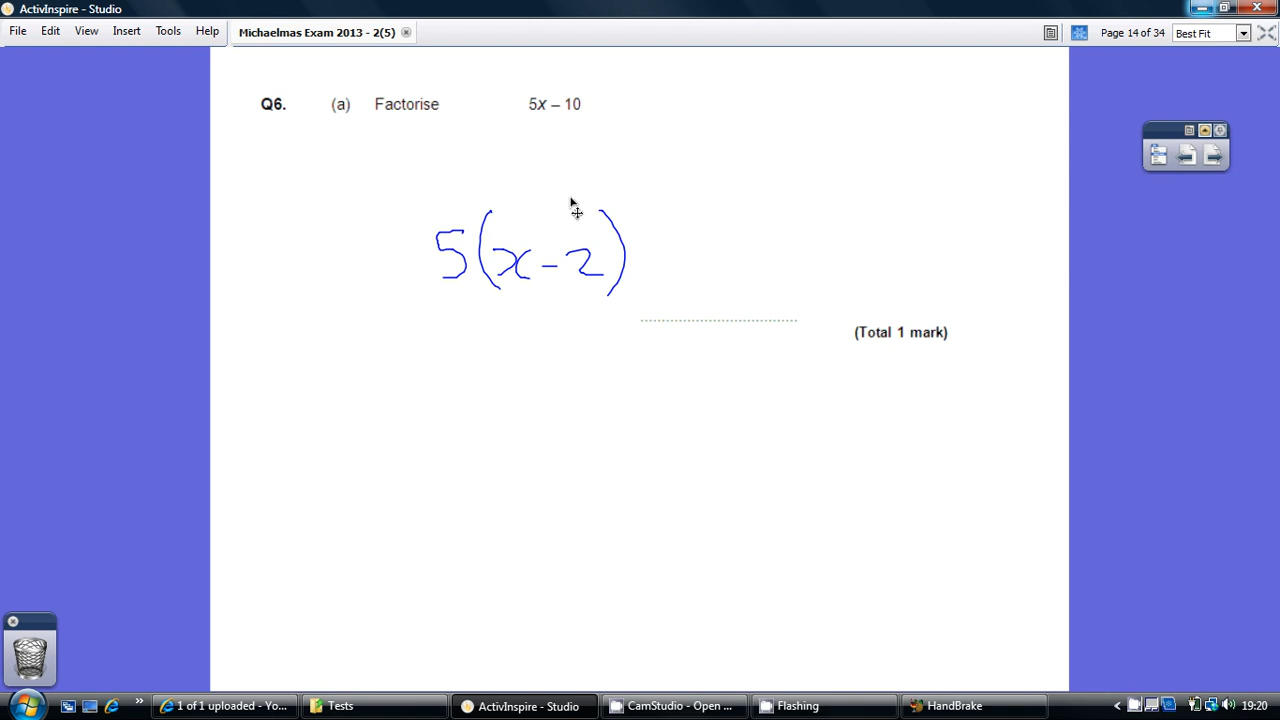 ActivInspire - Studio
File Edit View Insert Tools Help
Michaelmas Exam 2013 - 2(5)
Page 14 of 34
Best Fit
Q6. (a) Factorise 5x – 10
5(x – 2)
(Total 1 mark)
1 of 1 uploaded - Yo...
Tests
ActivInspire - Studio
CamStudio - Open ...
Flashing
HandBrake
19:20